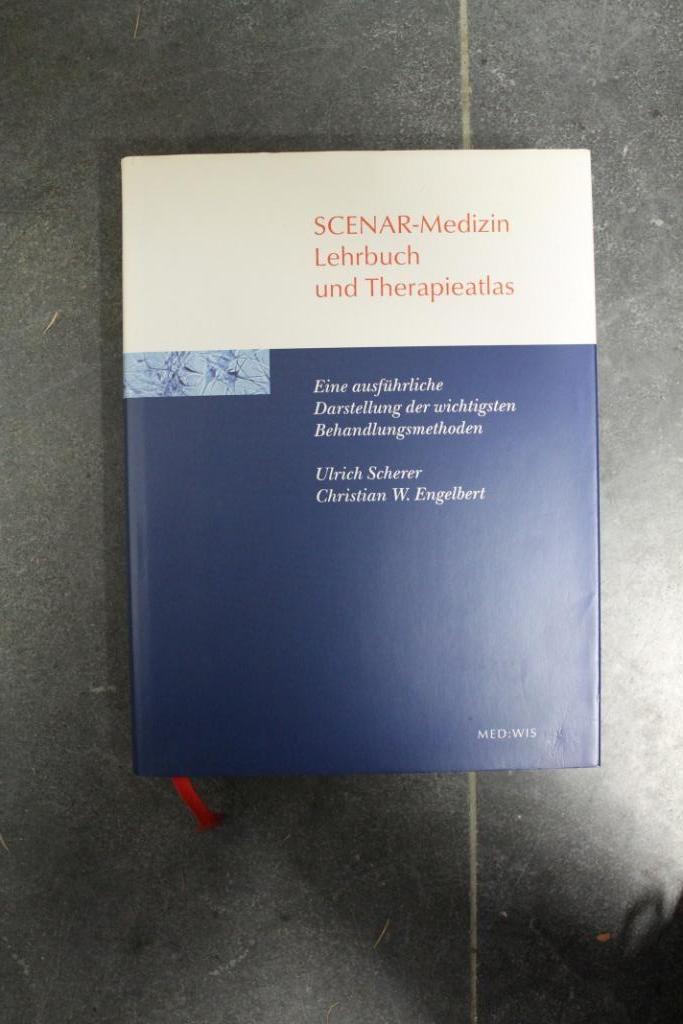 SCENAR-Medizin
Lehrbuch
und Therapieatlas
Eine ausführliche
Darstellung der wichtigsten
Behandlungsmethoden
Ulrich Scherer
Christian W. Engelbert
MED:WIS